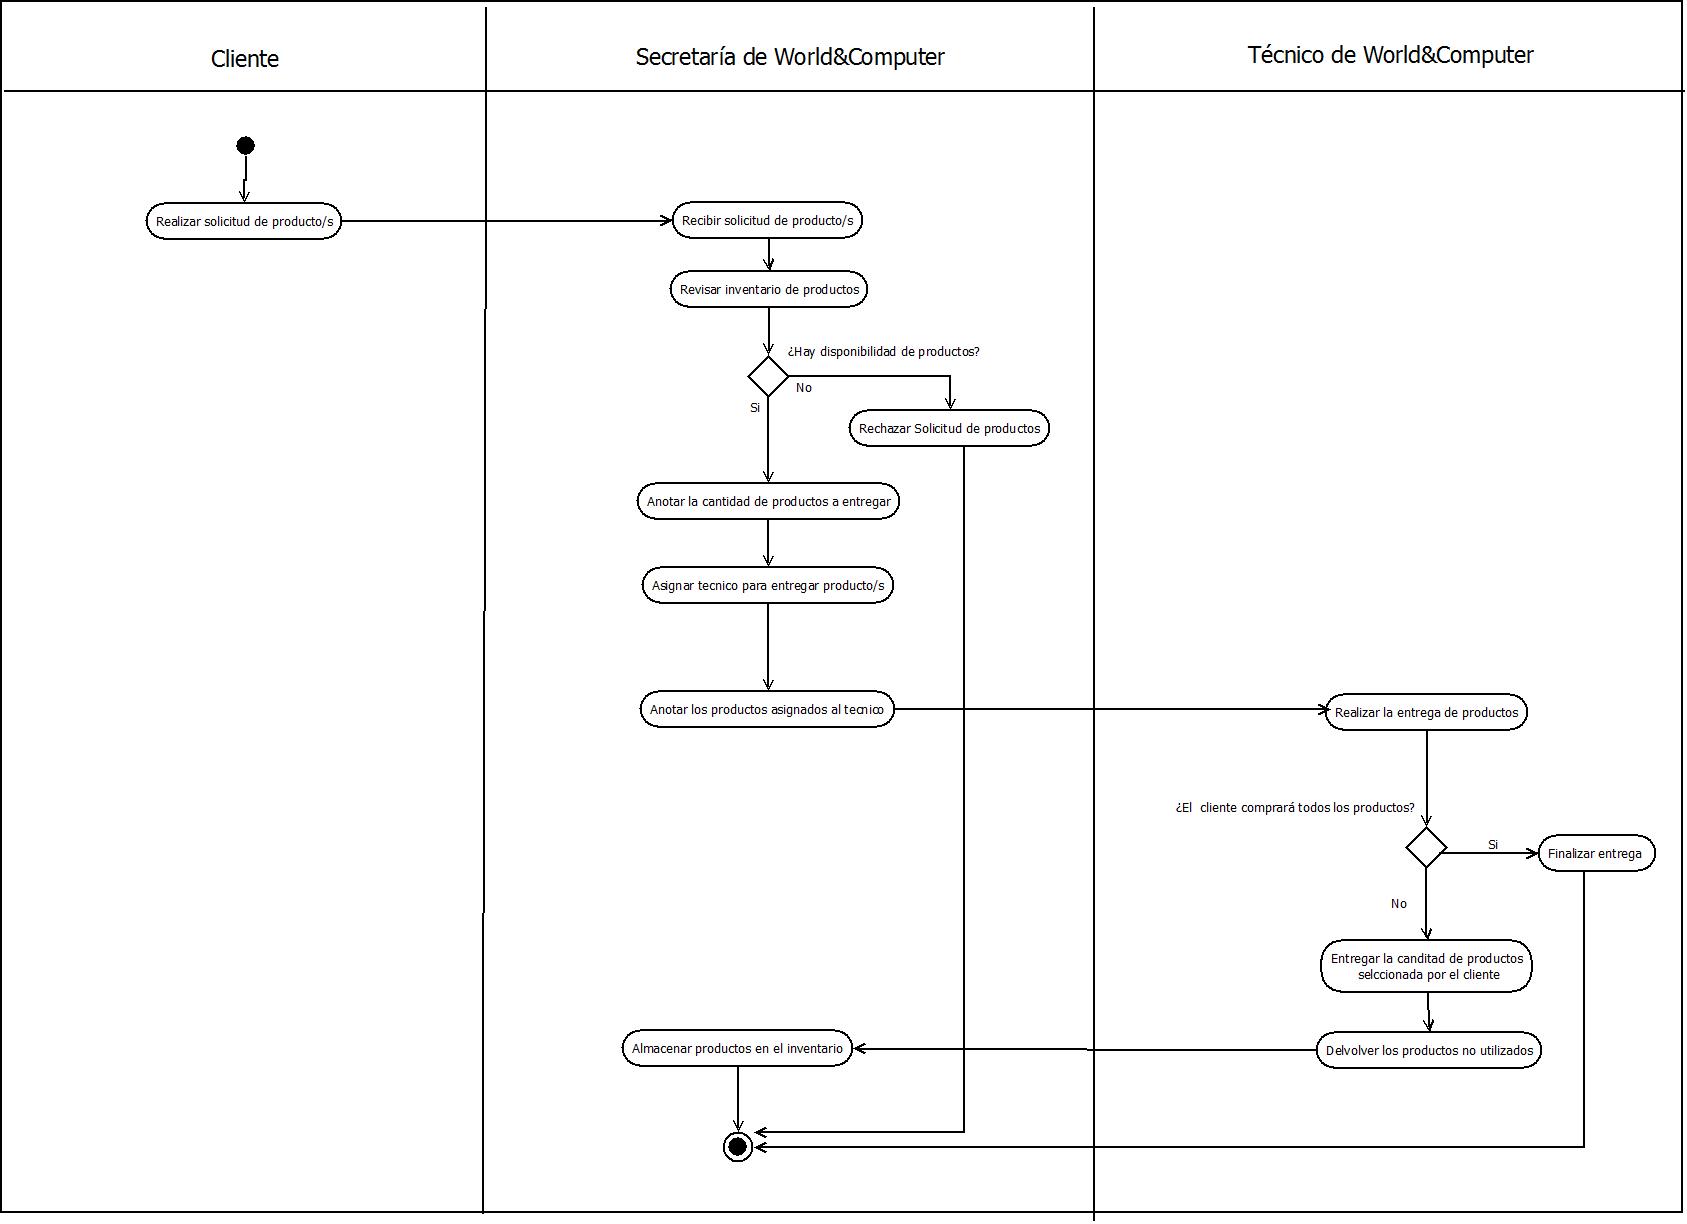 Cliente
Secretaría de World&Computer
Técnico de World&Computer
Realizar solicitud de producto/s
Recibir solicitud de producto/s
Revisar inventario de productos
¿Hay disponibilidad de productos?
No
Si
Rechazar Solicitud de productos
Anotar la cantidad de productos a entregar
Asignar tecnico para entregar producto/s
Anotar los productos asignados al tecnico
Realizar la entrega de productos
¿El cliente comprará todos los productos?
Si
Finalizar entrega
No
Entregar la canditad de productos
selccionada por el cliente
Almacenar productos en el inventario
Delvolver los productos no utilizados